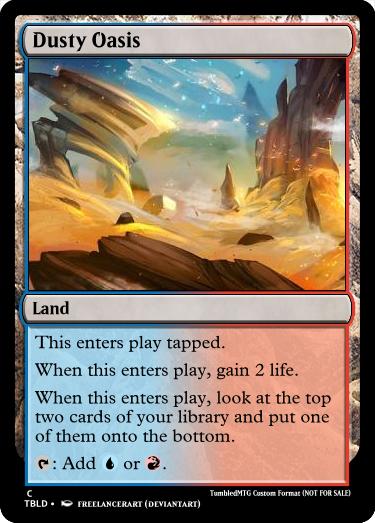 Dusty Oasis
Land
This enters play tapped.
When this enters play, gain 2 life.
When this enters play, look at the top
two cards of your library and put one
of them onto the bottom.
: Add or .
C
TBLD • FREELANCERART (DEVIANTART)
TumbledMTG Custom Format (NOT FOR SALE)